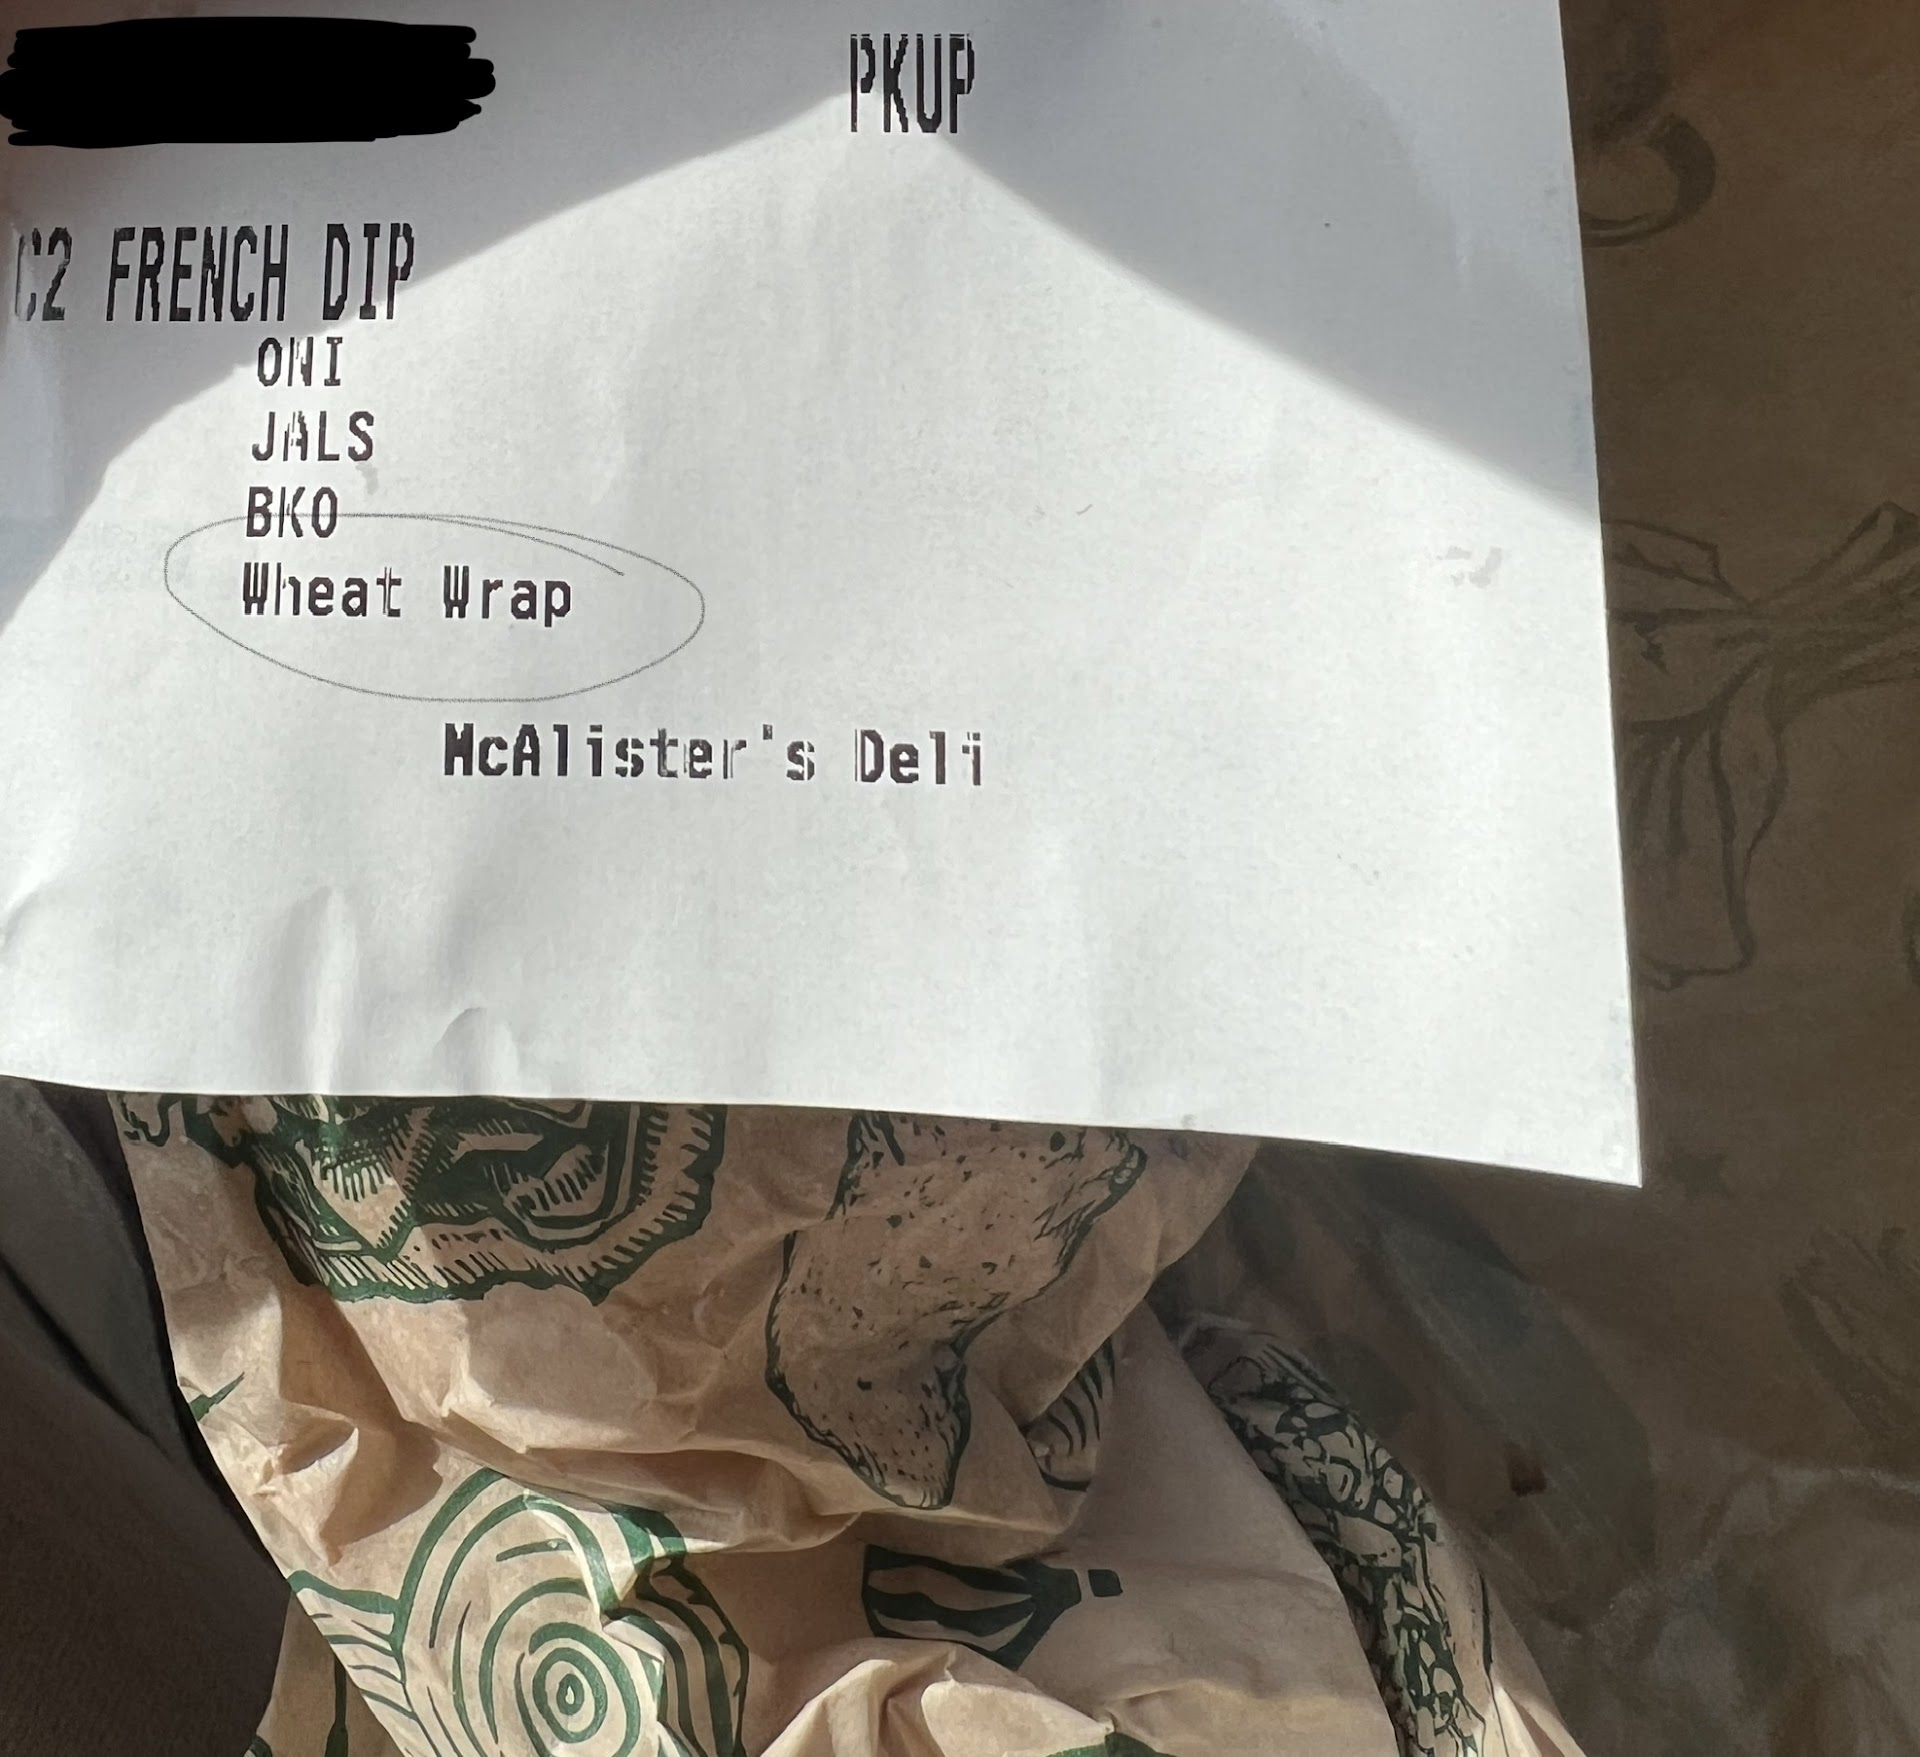 PKUP
C2 FRENCH DIP
ONI
JALS
BKO
Wheat Wrap
McAlister's Deli